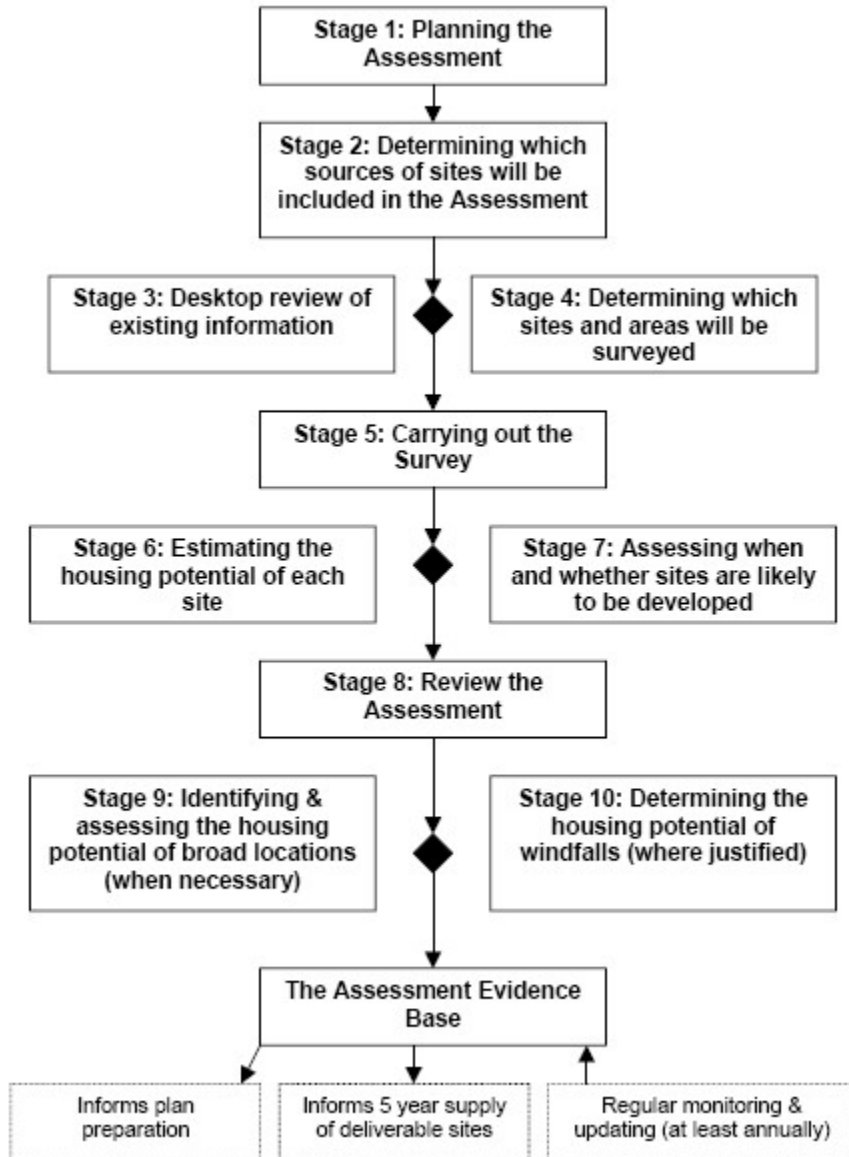 Stage 1: Planning the
Assessment
Stage 2: Determining which
sources of sites will be
included in the Assessment
Stage 3: Desktop review of
existing information
Stage 4: Determining which
sites and areas will be
surveyed
Stage 5: Carrying out the
Survey
Stage 6: Estimating the
housing potential of each
site
Stage 7: Assessing when
and whether sites are likely
to be developed
Stage 8: Review the
Assessment
Stage 9: Identifying &
assessing the housing
potential of broad locations
(when necessary)
Stage 10: Determining the
housing potential of
windfalls (where justified)
The Assessment Evidence
Base
Informs plan
preparation
Informs 5 year supply
of deliverable sites
Regular monitoring &
updating (at least annually)